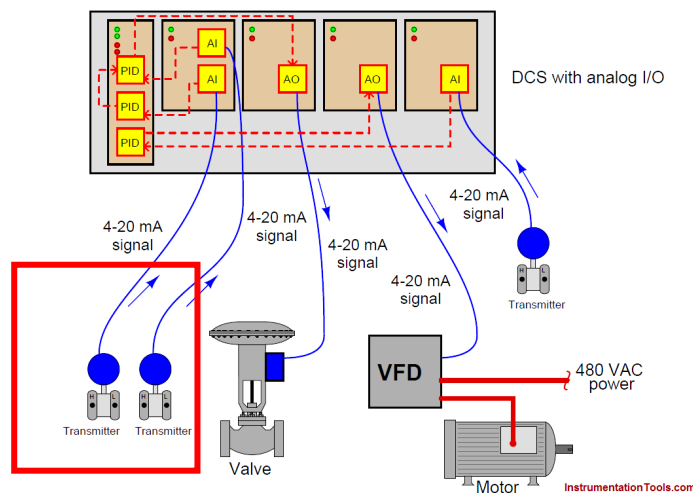 AI
PID
AI
AO
AO
AI
DCS with analog I/O
PID
PID
4-20 mA
signal
4-20 mA
signal
4-20 mA
signal
4-20 mA
signal
4-20 mA
signal
H L
Transmitter
H L
Transmitter
H L
Transmitter
VFD
480 VAC
power
Valve
Motor
InstrumentationTools.com